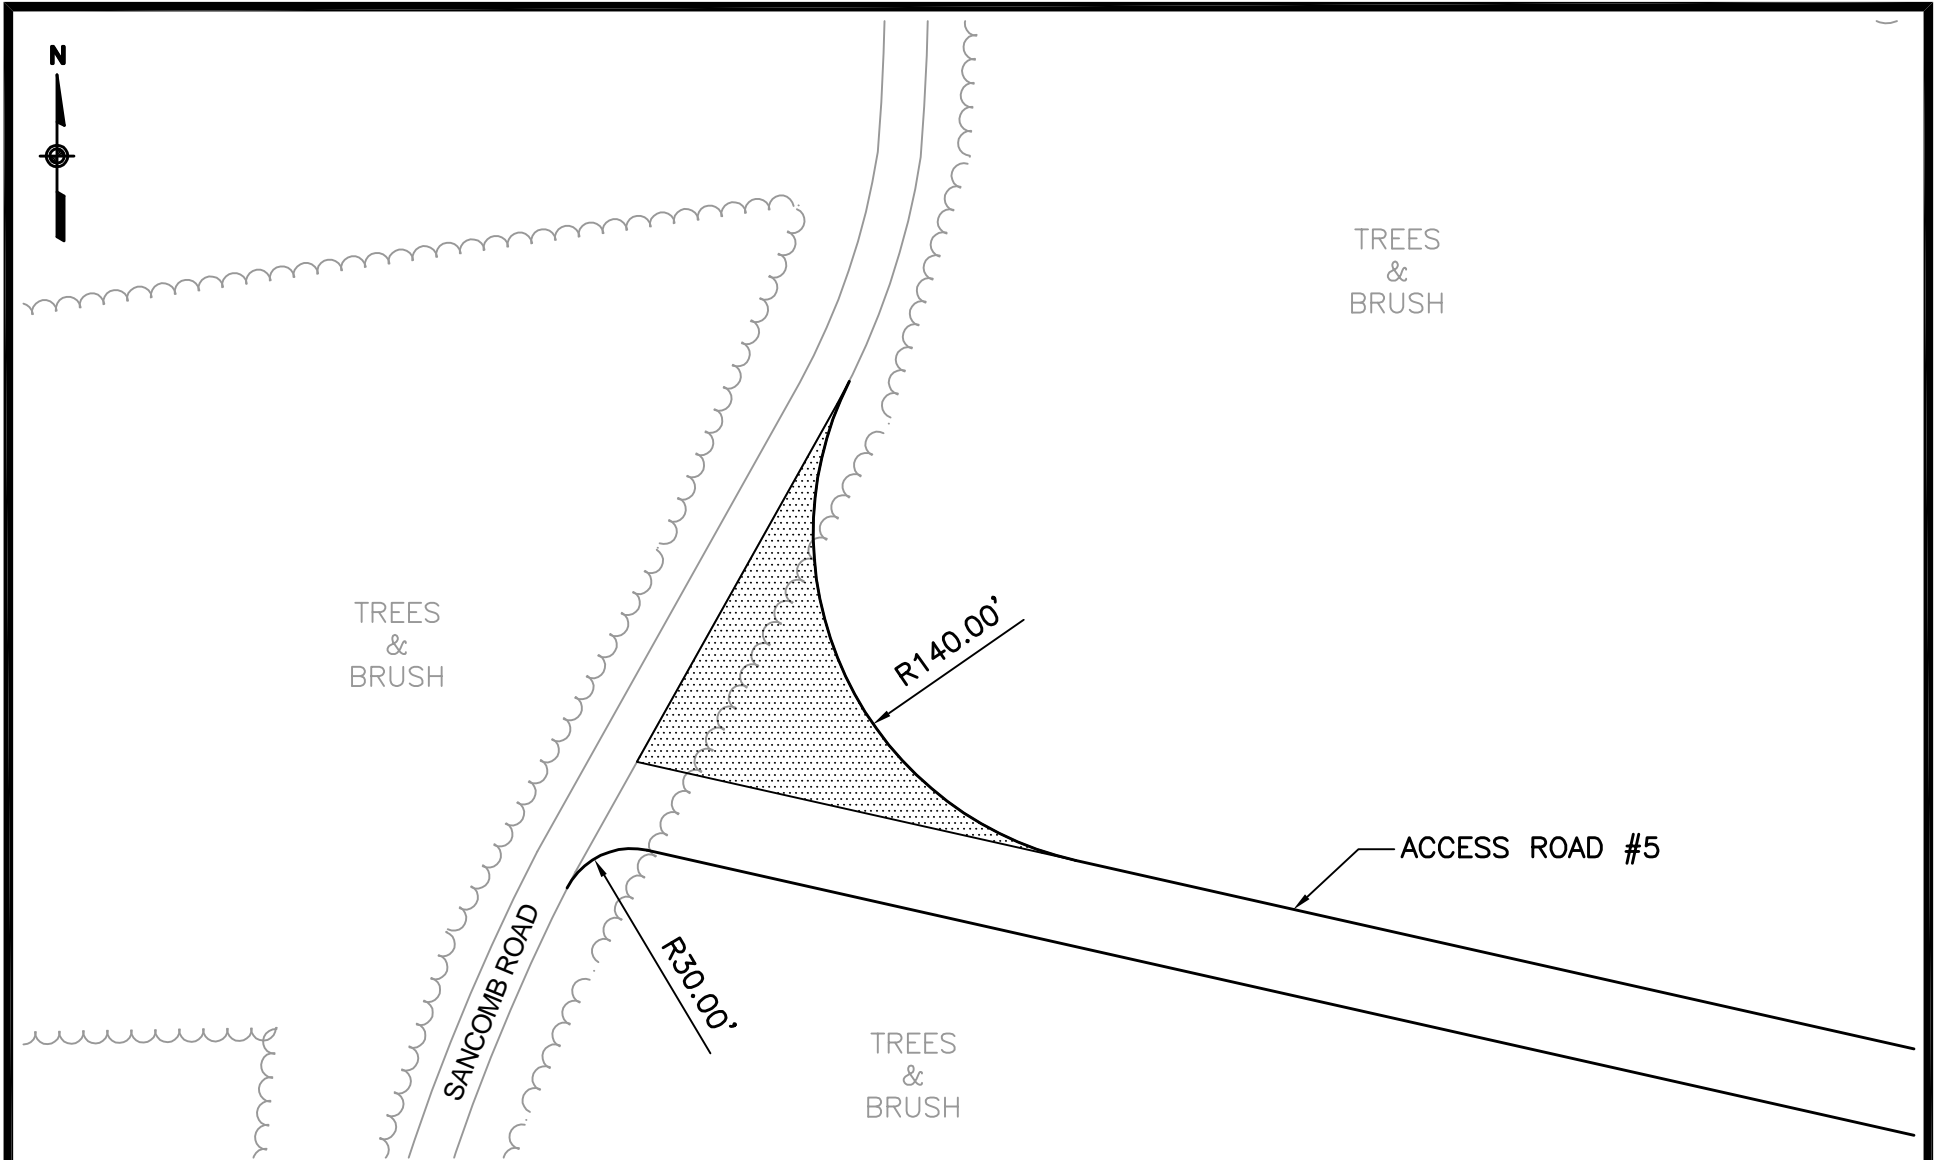 N
TREES
&
BRUSH
TREES
&
BRUSH
R140.00’
ACCESS ROAD #5
SANCOMB ROAD
R30.00’
TREES
&
BRUSH